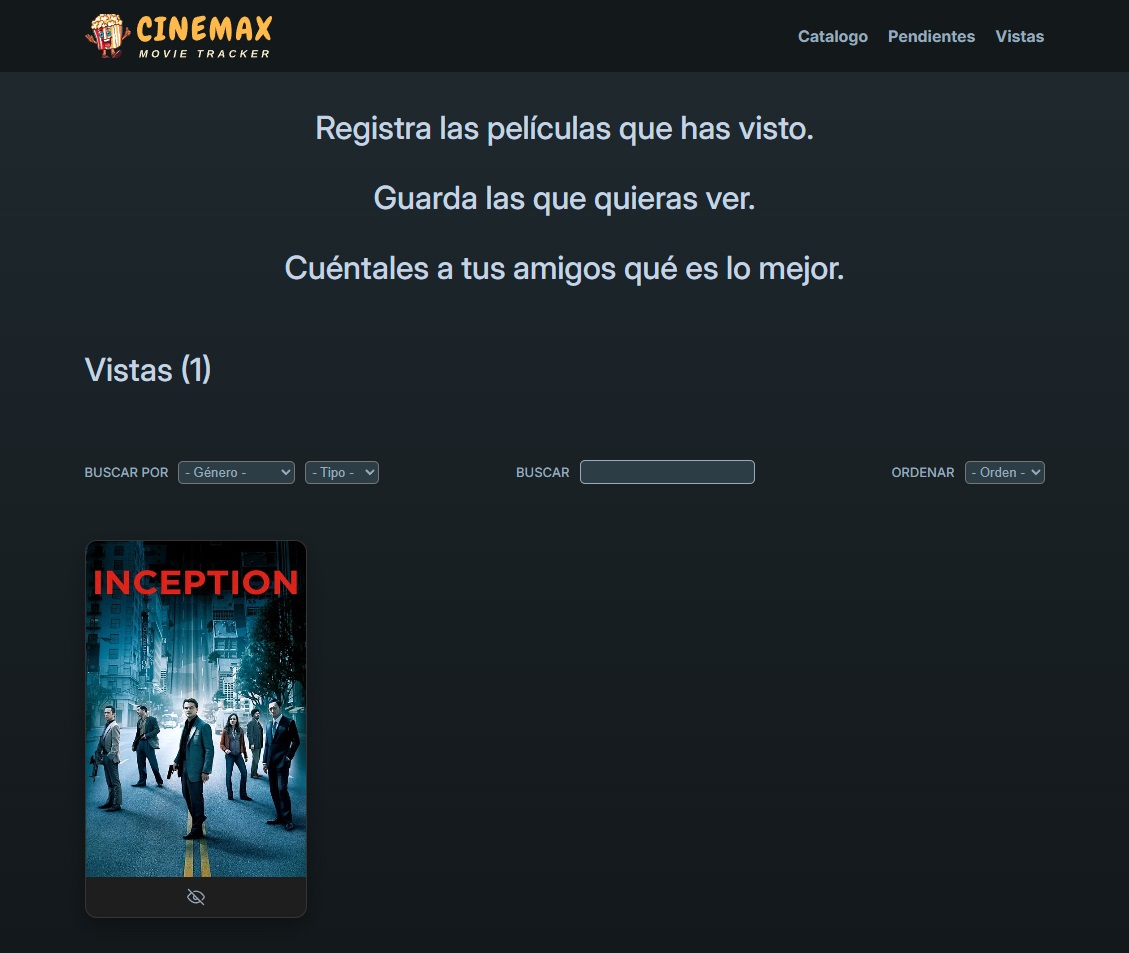 CINEMAX
MOVIE TRACKER
Catalogo Pendientes Vistas
Registra las películas que has visto.
Guarda las que quieras ver.
Cuéntales a tus amigos qué es lo mejor.
Vistas (1)
BUSCAR POR - Género - - Tipo - BUSCAR ORDENAR - Orden -
INCEPTION